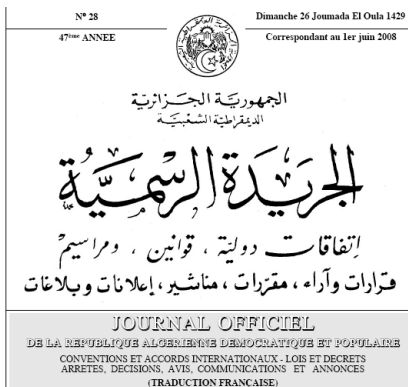 N° 28
Dimanche 26 Joumada El Oula 1429
47ème ANNEE
Correspondant au 1er juin 2008
الجمهورية الجزائرية
الديمقراطية الشعبية
الجريدة الرسمية
إتفاقات دولية ، قوانين ، ومراسيم
قرارات وآراء ، مقررات ، مناشير ، إعلانات وبلاغات
JOURNAL OFFICIEL
DE LA REPUBLIQUE ALGERIENNE DEMOCRATIQUE ET POPULAIRE
CONVENTIONS ET ACCORDS INTERNATIONAUX - LOIS ET DECRETS
ARRETES, DECISIONS, AVIS, COMMUNICATIONS ET ANNONCES
(TRADUCTION FRANÇAISE)